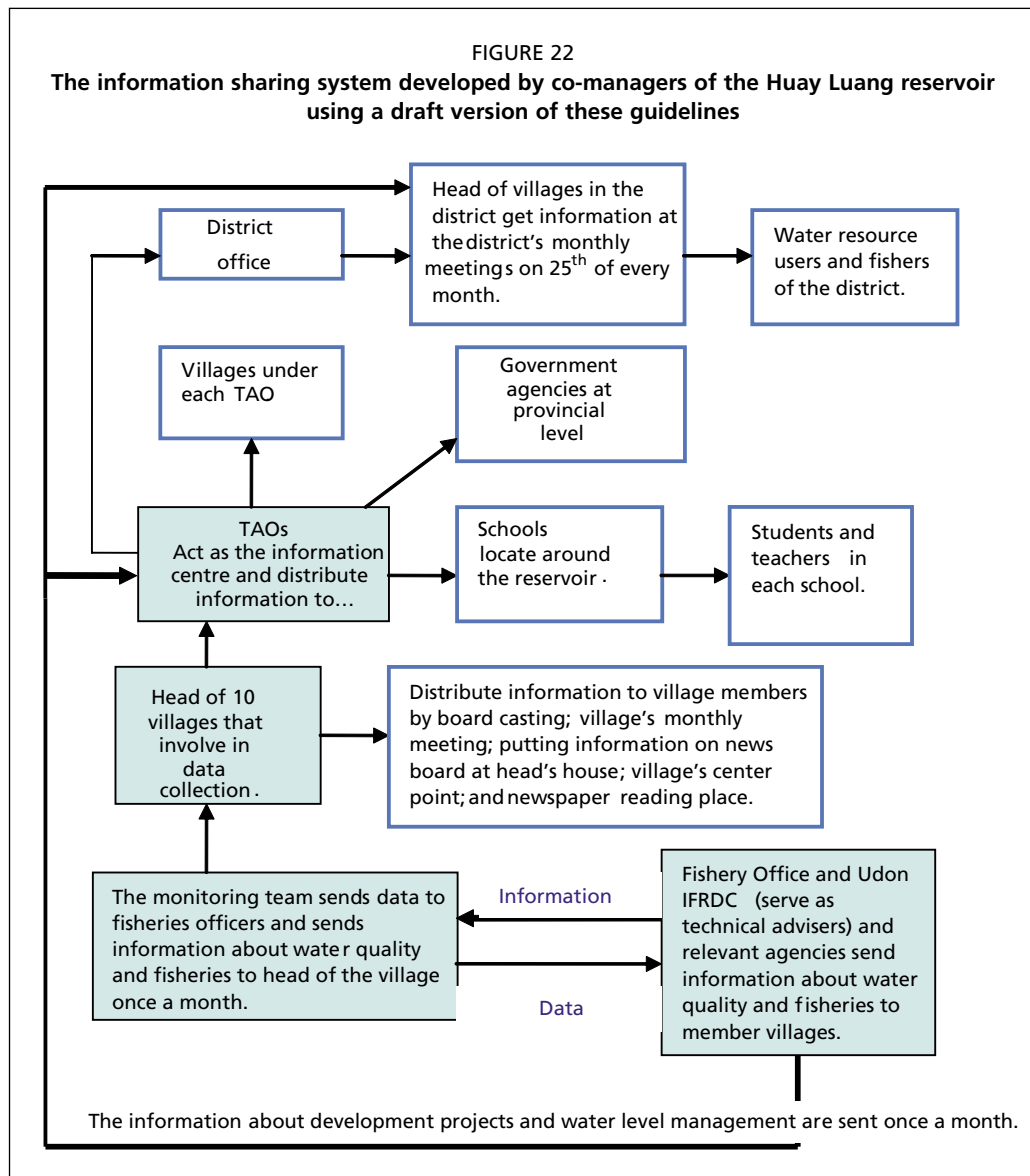 FIGURE 22
The information sharing system developed by co-managers of the Huay Luang reservoir
using a draft version of these guidelines
Head of villages in the
district get information at
the district's monthly
meetings on 25th of every
month.
District
office
Water resource
users and fishers
of the district.
Villages under
each TAO
Government
agencies at
provincial
level
TAOs
Act as the information
centre and distribute
information to...
Schools
locate around
the reservoir.
Students and
teachers in
each school.
Head of 10
villages that
involve in
data
collection.
Distribute information to village members
by board casting; village's monthly
meeting; putting information on news
board at head's house; village's center
point; and newspaper reading place.
The monitoring team sends data to
fisheries officers and sends
information about water quality
and fisheries to head of the village
once a month.
Information
Data
Fishery Office and Udon
IFRDC (serve as
technical advisers) and
relevant agencies send
information about water
quality and fisheries to
member villages.
The information about development projects and water level management are sent once a month.